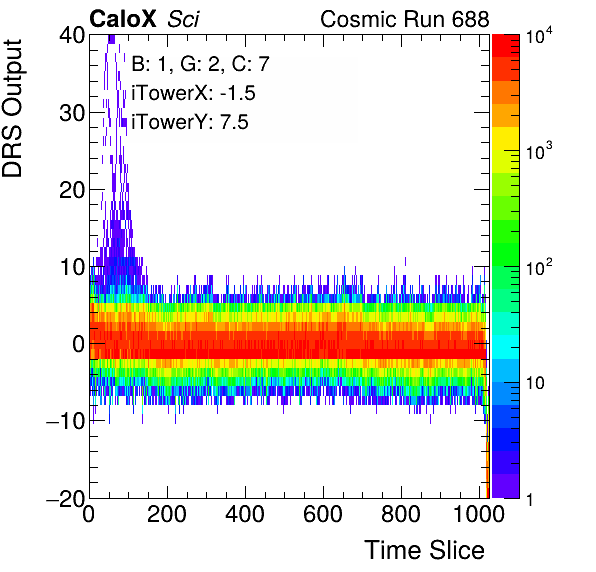 CaloX Sci
Cosmic Run 688
DRS Output
B: 1, G: 2, C: 7
iTowerX: -1.5
iTowerY: 7.5
40
30
20
10
0
−10
−20
0 200 400 600 800 1000
Time Slice
10^4
10^3
10^2
10
1